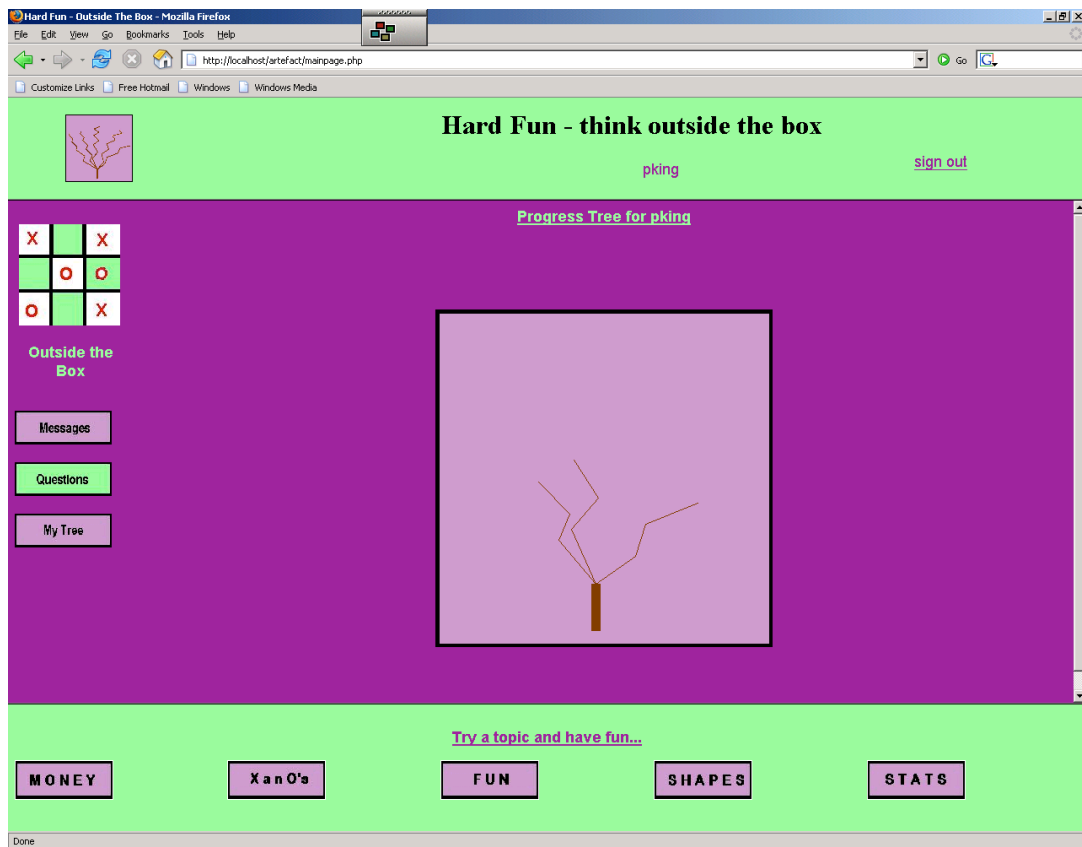 Hard Fun - Outside The Box - Mozilla Firefox
File Edit View Go Bookmarks Tools Help
http://localhost/artefact/mainpage.php Go G
Customize Links Free Hotmail Windows Windows Media
Hard Fun - think outside the box
pking
sign out
Progress Tree for pking
X X
O O
O X
Outside the
Box
Messages
Questions
My Tree
Try a topic and have fun...
MONEY XanO's FUN SHAPES STATS
Done